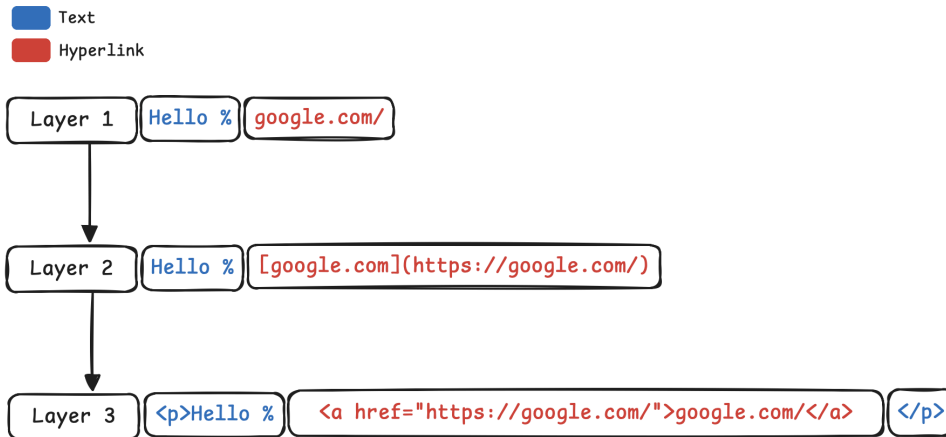 Text
Hyperlink
Layer 1 Hello % google.com/
Layer 2 Hello % [google.com](https://google.com/)
Layer 3 <p>Hello % <a href="https://google.com/">google.com/</a> </p>